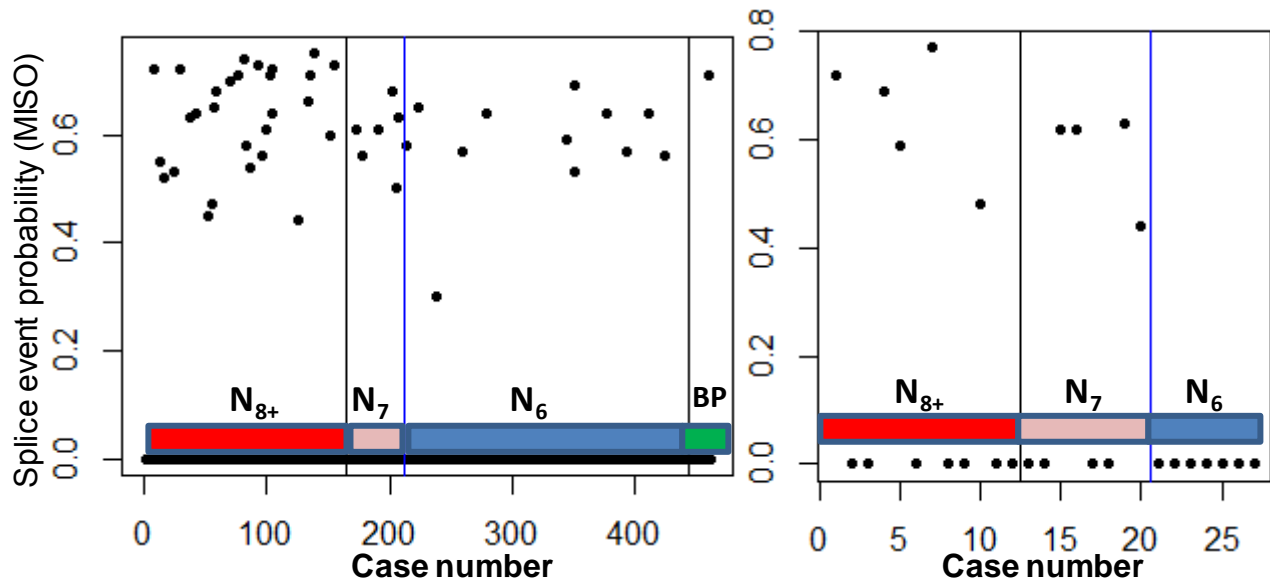 Splice event probability (MISO)
0.0 0.2 0.4 0.6
N8+ N7 N6 BP
0 100 200 300 400
Case number
0.0 0.2 0.4 0.6 0.8
N8+ N7 N6
0 5 10 15 20 25
Case number